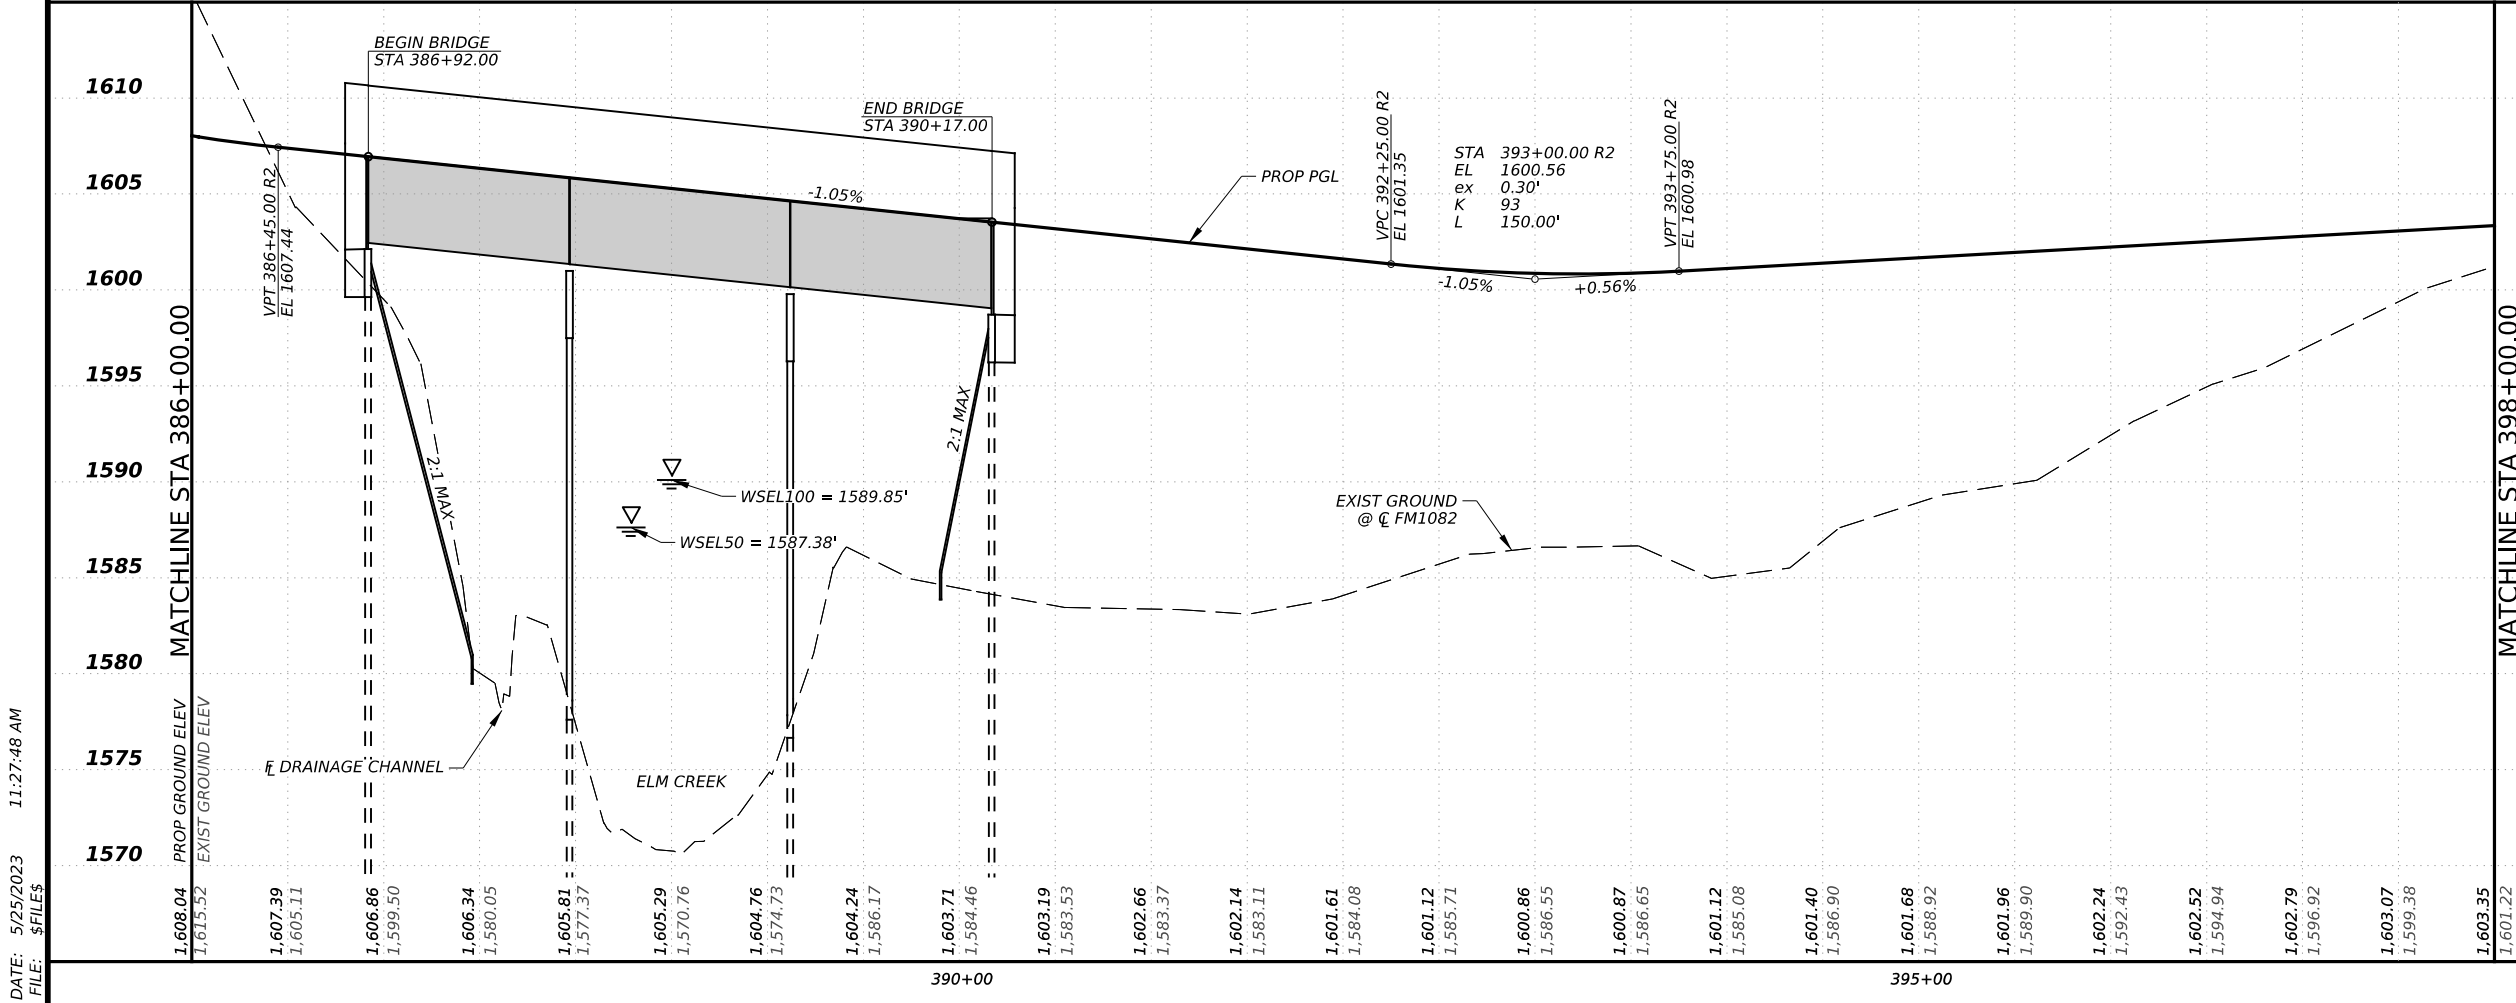 BEGIN BRIDGE
STA 386+92.00
END BRIDGE
STA 390+17.00
1610
1605
1600
1595
1590
1585
1580
1575
1570
VPT 386+45.00 R2
EL 1607.44
-1.05%
PROP PGL
VPC 392+25.00 R2
EL 1601.35
STA 393+00.00 R2
EL 1600.56
ex 0.30'
K 93
L 150.00'
VPT 393+75.00 R2
EL 1600.98
-1.05%
+0.56%
MATCHLINE STA 386+00.00
MATCHLINE STA 398+00.00
2:1 MAX
2:1 MAX
WSEL100 = 1589.85'
WSEL50 = 1587.38'
EXIST GROUND
@ ℄ FM1082
FL DRAINAGE CHANNEL
ELM CREEK
PROP GROUND ELEV
EXIST GROUND ELEV
1,608.04
1,615.52
1,607.39
1,605.11
1,606.86
1,599.50
1,606.34
1,580.05
1,605.81
1,577.37
1,605.29
1,570.76
1,604.76
1,574.73
1,604.24
1,586.17
1,603.71
1,584.46
1,603.19
1,583.53
1,602.66
1,583.37
1,602.14
1,583.11
1,601.61
1,584.08
1,601.12
1,585.71
1,600.86
1,586.55
1,600.87
1,586.65
1,601.12
1,585.08
1,601.40
1,586.90
1,601.68
1,588.92
1,601.96
1,589.90
1,602.24
1,592.43
1,602.52
1,594.94
1,602.79
1,596.92
1,603.07
1,599.38
1,603.35
1,601.22
390+00
395+00
DATE: 5/25/2023 11:27:48 AM
FILE: $FILE$